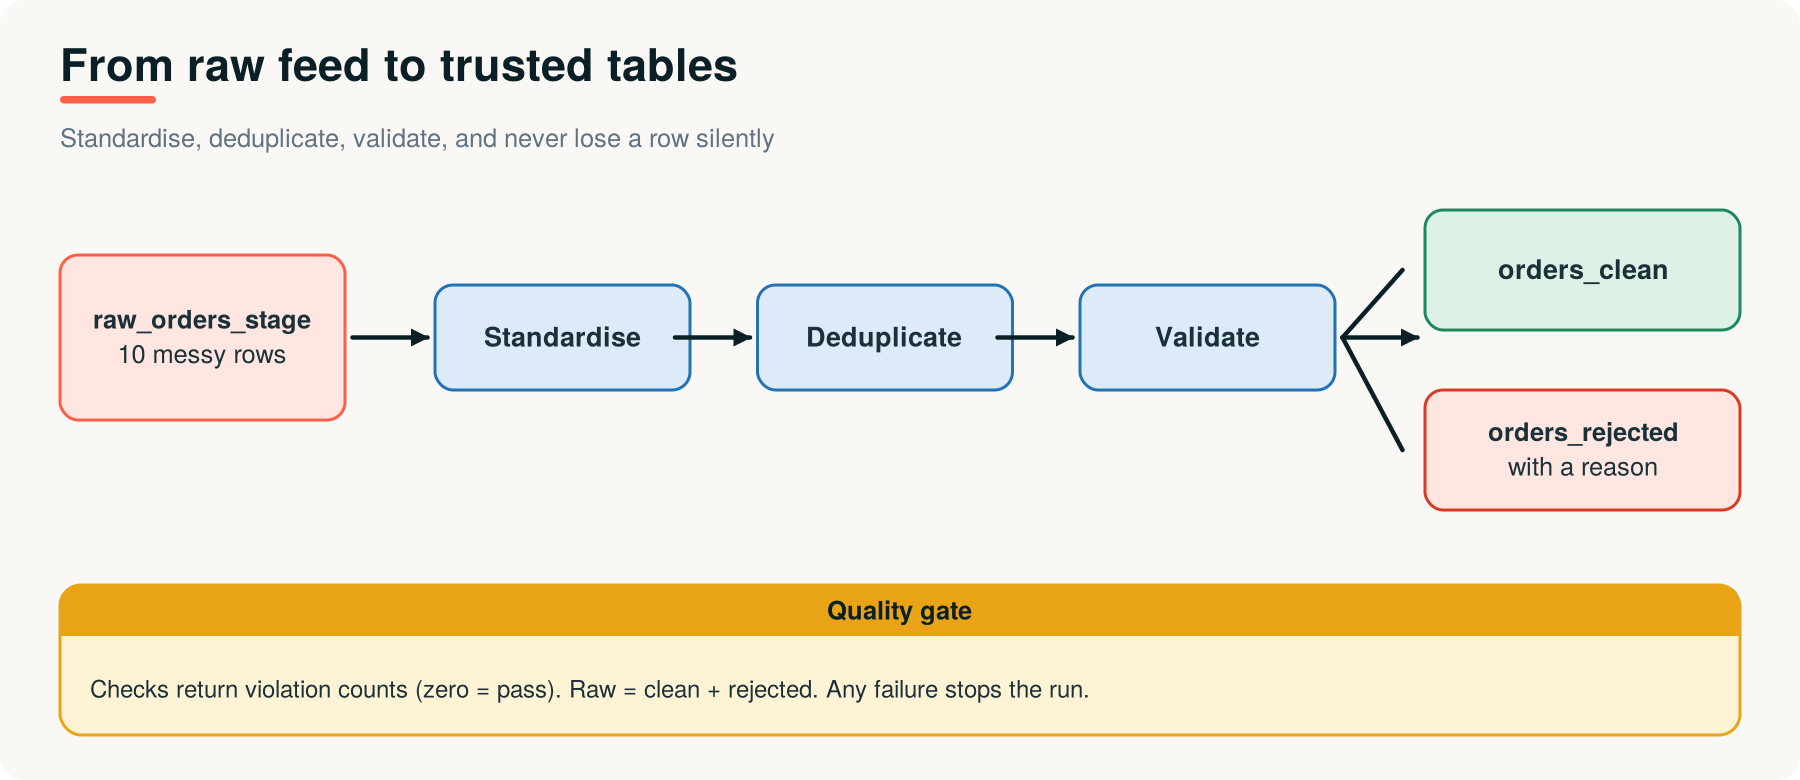 From raw feed to trusted tables
Standardise, deduplicate, validate, and never lose a row silently
raw_orders_stage
10 messy rows
Standardise
Deduplicate
Validate
orders_clean
orders_rejected
with a reason
Quality gate
Checks return violation counts (zero = pass). Raw = clean + rejected. Any failure stops the run.